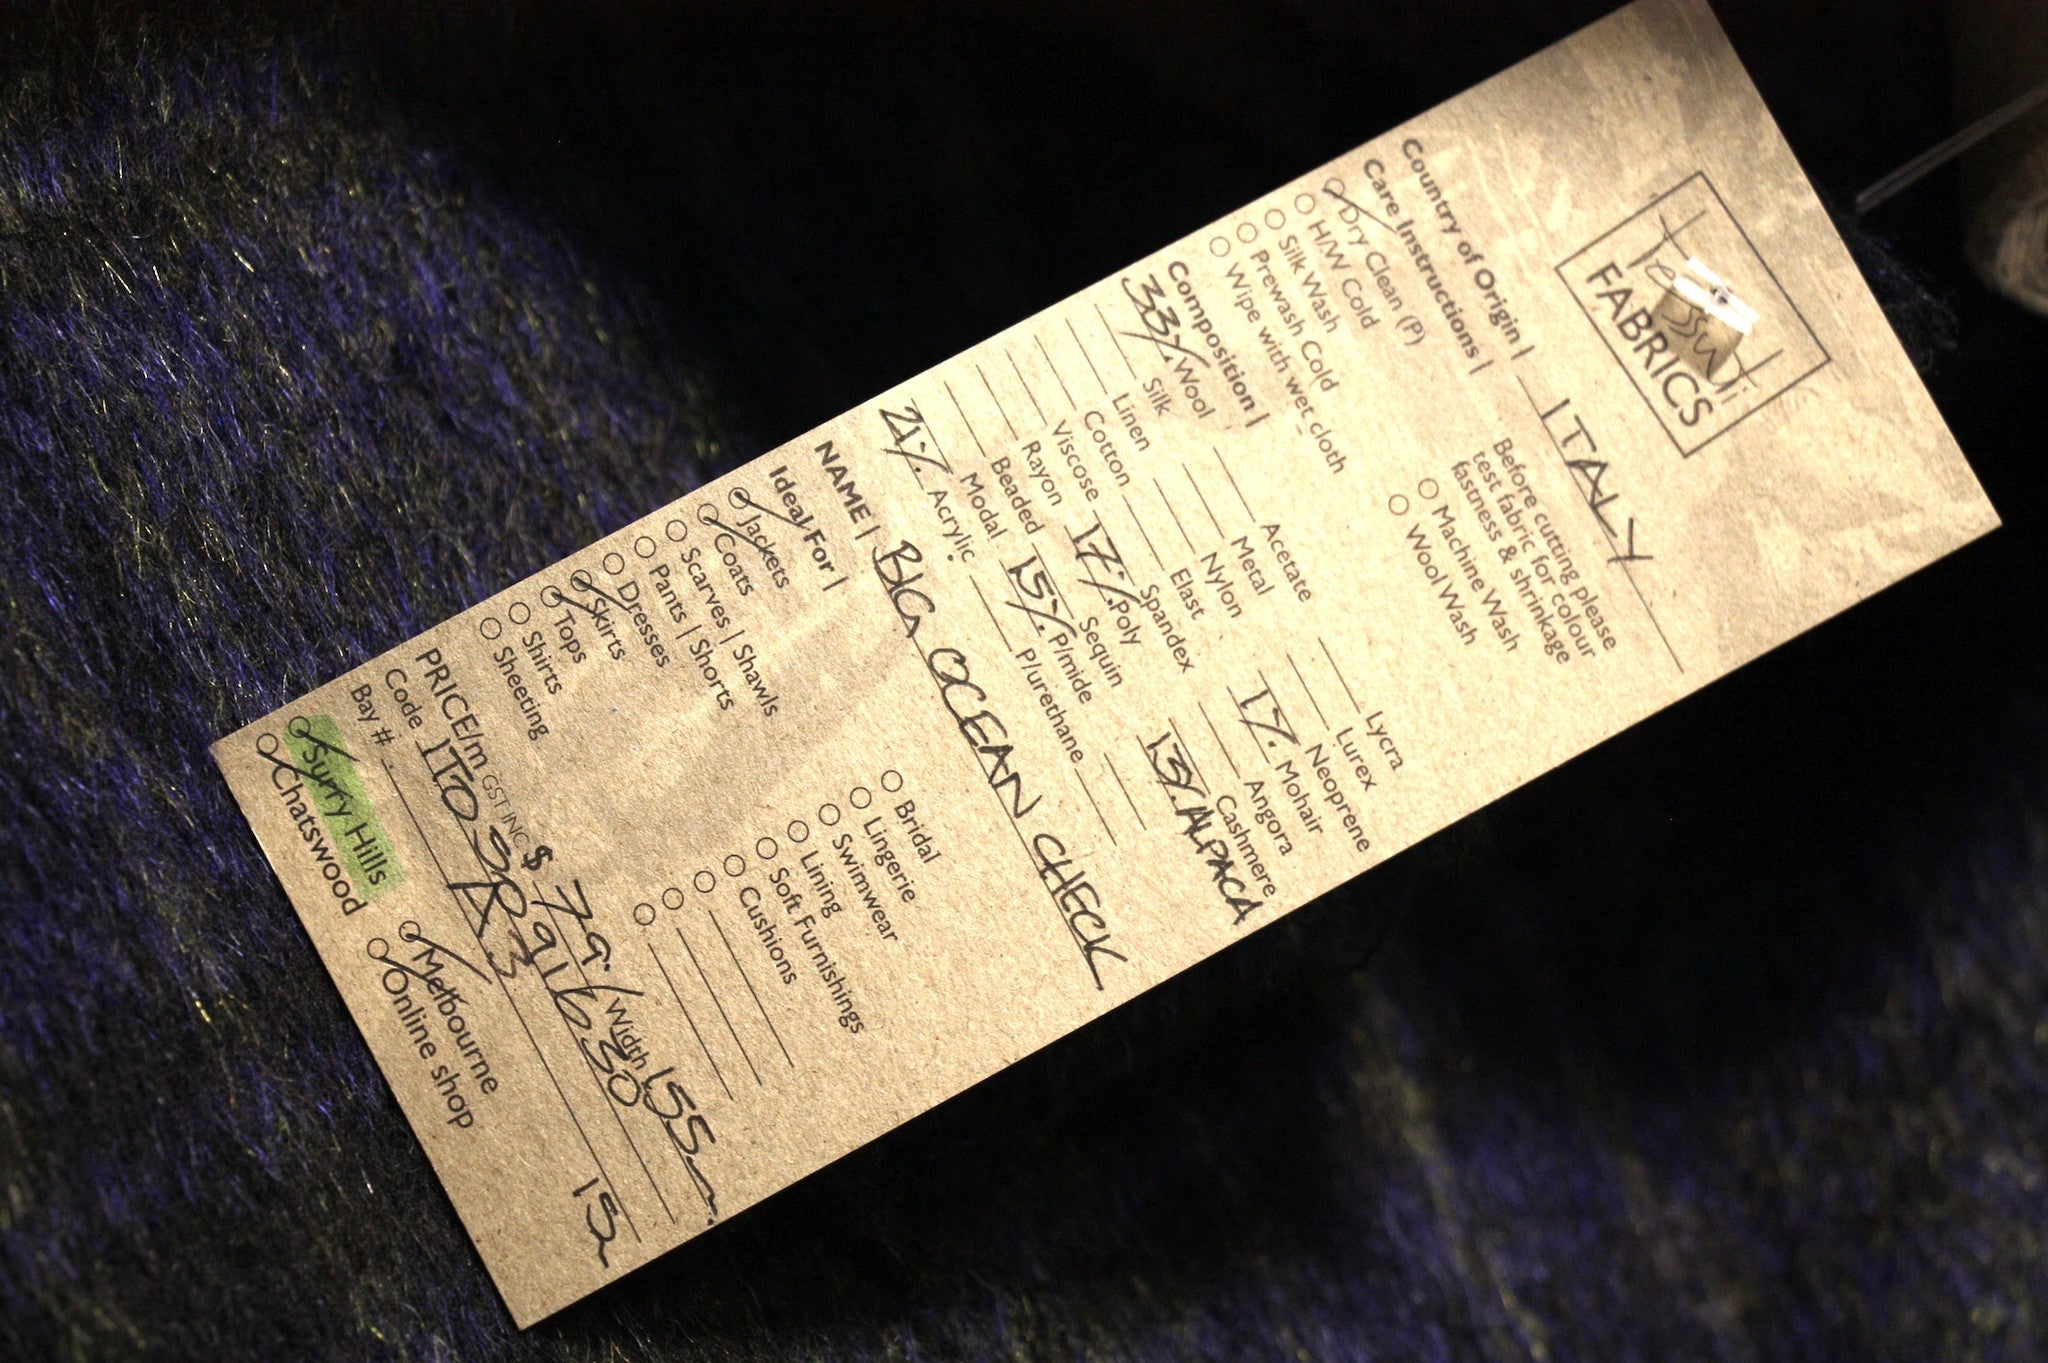 Tessuti
FABRICS
Country of Origin | ITALY
Care Instructions |
Dry Clean (P)
H/W Cold
Silk Wash
Prewash Cold
Wipe with wet cloth
Before cutting please
test fabric for colour
fastness & shrinkage
Machine Wash
Wool Wash
Composition |
33% Wool
Silk
Linen
Cotton
Viscose
Rayon
Beaded
Modal
21% Acrylic
Acetate
Metal
Nylon
Elast
Spandex
17% Poly
Sequin
15% P/mide
P/urethane
Lycra
Lurex
Neoprene
1% Mohair
Angora
Cashmere
13% ALPACA
NAME | BIG OCEAN CHECK
Ideal For |
Jackets
Coats
Scarves | Shawls
Pants | Shorts
Dresses
Skirts
Tops
Shirts
Sheeting
Bridal
Lingerie
Swimwear
Lining
Soft Furnishings
Cushions
PRICE/m GST INC $ 79. Width 155
Code
Bay # 15
Surry Hills
Chatswood
Melbourne
Online shop